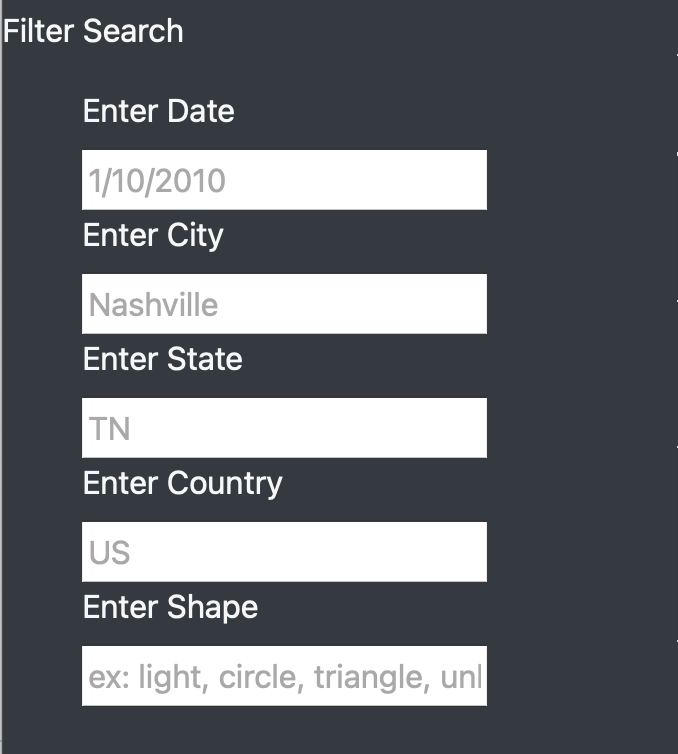 Filter Search
Enter Date
1/10/2010
Enter City
Nashville
Enter State
TN
Enter Country
US
Enter Shape
ex: light, circle, triangle,